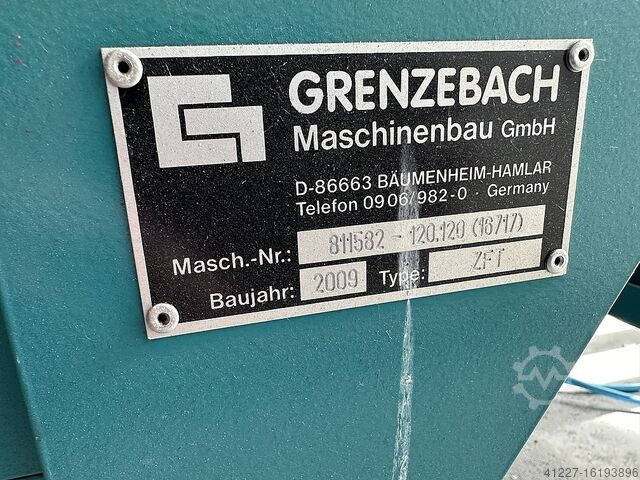 GRENZEBACH
Maschinenbau GmbH
D-86663 BÄUMENHEIM-HAMLAR
Telefon 0906/982-0 · Germany
Masch.-Nr.: 811582 - 120.120 (16717)
Baujahr: 2009 Type: ZFT
41227-16193896